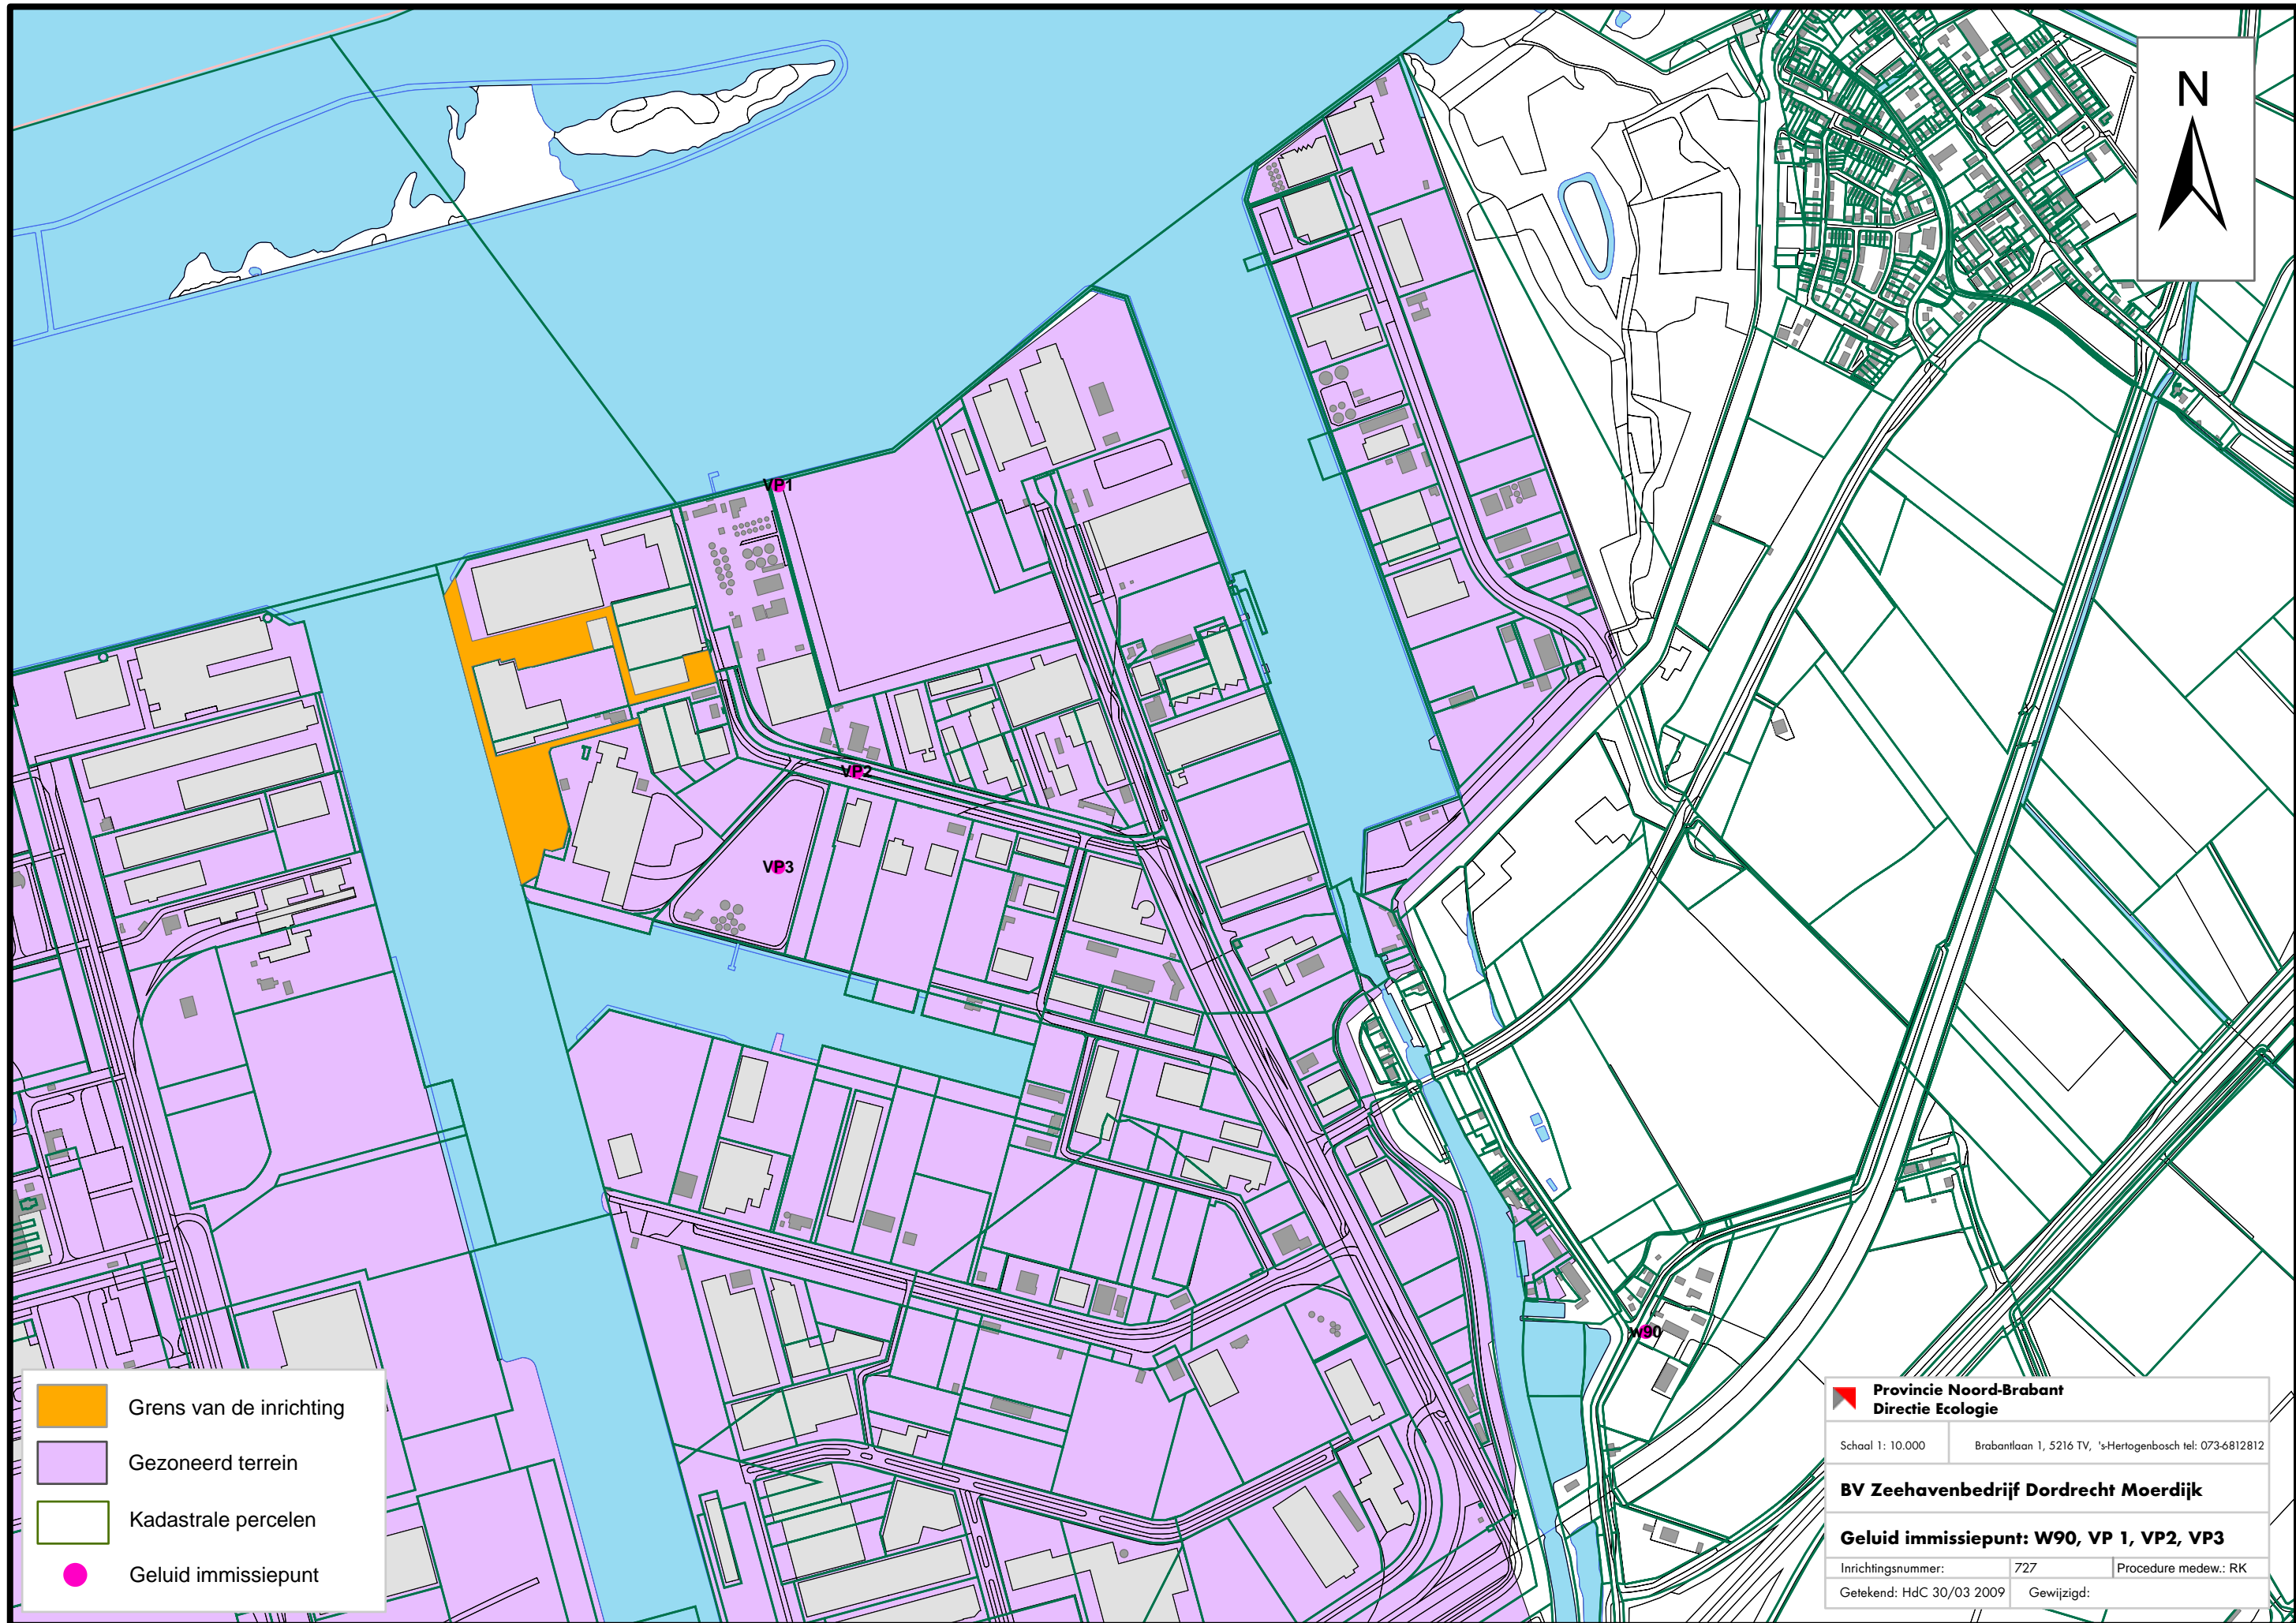 N
VP1
VP2
VP3
W90
Grens van de inrichting
Gezoneerd terrein
Kadastrale percelen
Geluid immissiepunt
Provincie Noord-Brabant
Directie Ecologie
Schaal 1: 10.000
Brabantlaan 1, 5216 TV, 's-Hertogenbosch tel: 073-6812812
BV Zeehavenbedrijf Dordrecht Moerdijk
Geluid immissiepunt: W90, VP 1, VP2, VP3
Inrichtingsnummer: 727 Procedure medew.: RK
Getekend: HdC 30/03 2009 Gewijzigd: